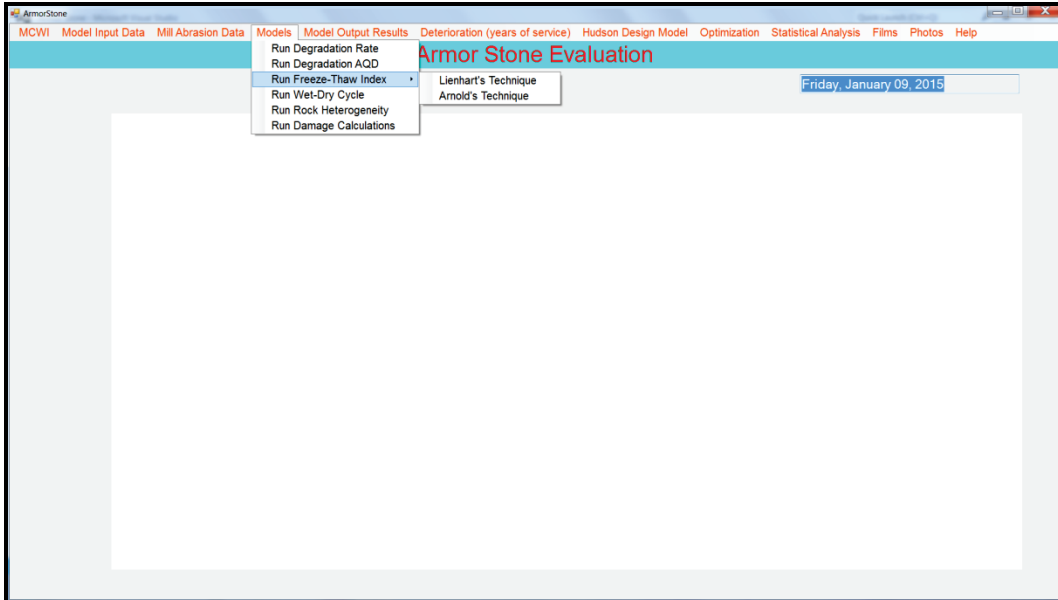 ArmorStone
MCWI Model Input Data Mill Abrasion Data Models Model Output Results Deterioration (years of service) Hudson Design Model Optimization Statistical Analysis Films Photos Help
Armor Stone Evaluation
Run Degradation Rate
Run Degradation AQD
Run Freeze-Thaw Index
Run Wet-Dry Cycle
Run Rock Heterogeneity
Run Damage Calculations
Lienhart's Technique
Arnold's Technique
Friday, January 09, 2015